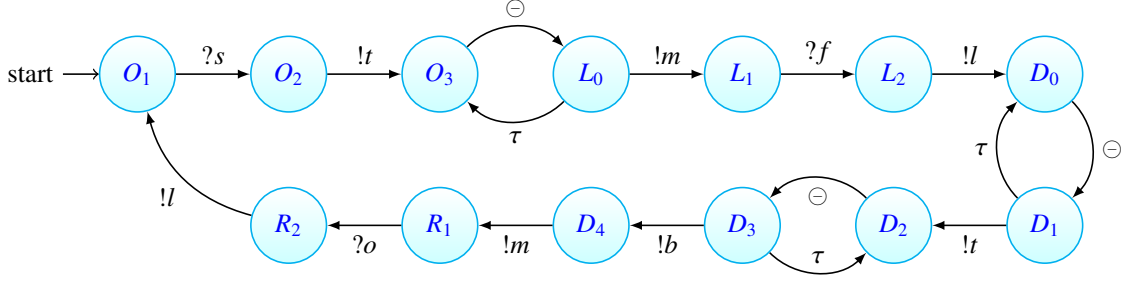 ⊖
?s !t !m ?f !l
start O₁ O₂ O₃ L₀ L₁ L₂ D₀
τ
τ ⊖
⊖
!l R₂ R₁ D₄ D₃ D₂ D₁
?o !m !b τ !t